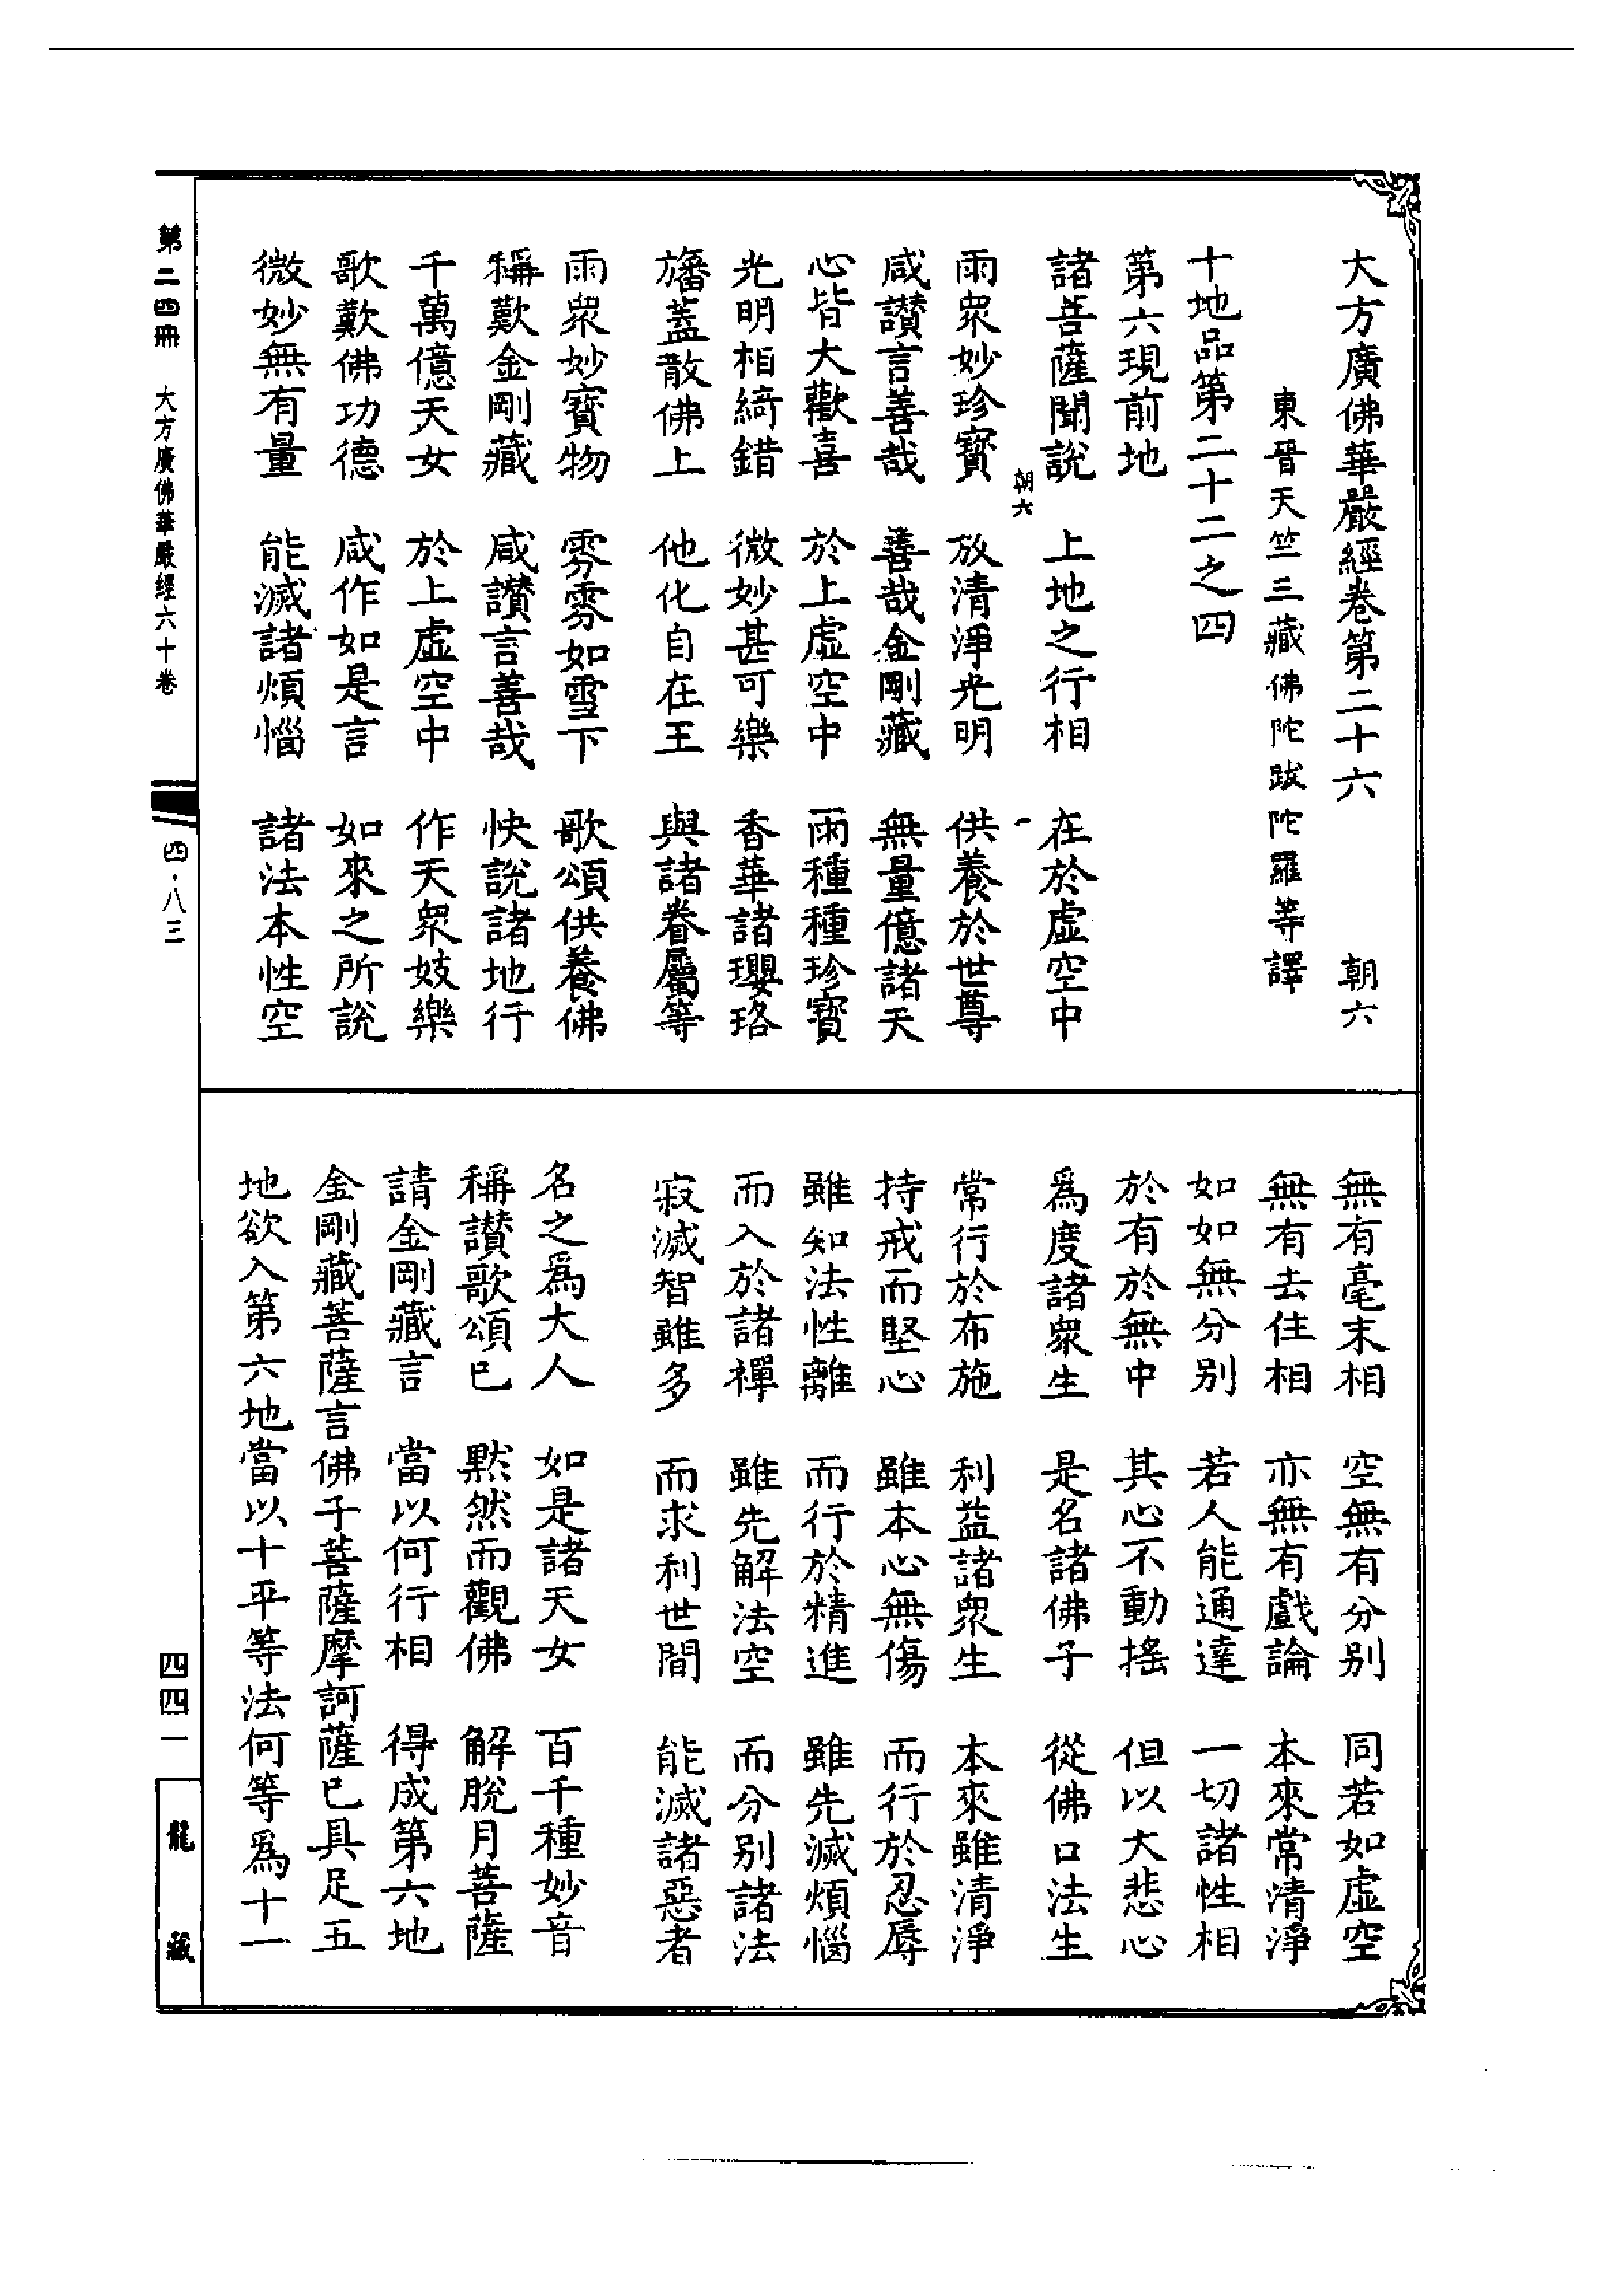 大方廣佛華嚴經卷第二十六 朝六
東晉天竺三藏佛陀跋陀羅等譯
十地品第二十二之四
第六現前地
諸菩薩聞說 上地之行相 在於虛空中
朝六 一
雨衆妙珍寶 放清淨光明 供養於世尊
咸讚言善哉 善哉金剛藏 無量億諸天
心皆大歡喜 於上虛空中 雨種種珍寶
光明相綺錯 微妙甚可樂 香華諸瓔珞
旛蓋散佛上 他化自在王 與諸眷屬等
雨衆妙寶物 雰雰如雪下 歌頌供養佛
稱歎金剛藏 咸讚言善哉 快說諸地行
千萬億天女 於上虛空中 作天衆妓樂
歌歎佛功德 咸作如是言 如來之所說
微妙無有量 能滅諸煩惱 諸法本性空
無有毫末相 空無有分别 同若如虛空
無有去住相 亦無有戲論 本來常清淨
如如無分别 若人能通達 一切諸性相
於有於無中 其心不動搖 但以大悲心
爲度諸衆生 是名諸佛子 從佛口法生
常行於布施 利益諸衆生 本來雖清淨
持戒而堅心 雖本心無傷 而行於忍辱
雖知法性離 而行於精進 雖先滅煩惱
而入於諸禪 雖先解法空 而分别諸法
寂滅智雖多 而求利世間 能滅諸惡者
名之爲大人 如是諸天女 百千種妙音
稱讚歌頌已 黙然而觀佛 解脫月菩薩
請金剛藏言 當以何行相 得成第六地
金剛藏菩薩言佛子菩薩摩訶薩已具足五
地欲入第六地當以十平等法何等爲十一
第二四冊 大方廣佛華嚴經六十卷 四·八三 四四一 龍藏